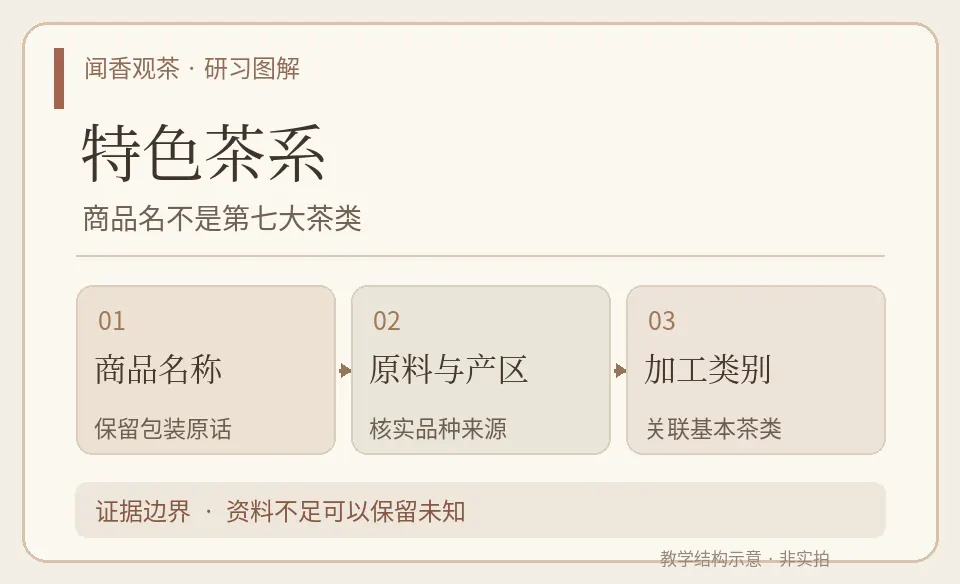 闻香观茶 · 研习图解
特色茶系
商品名不是第七大茶类
01
商品名称
保留包装原话
02
原料与产区
核实品种来源
03
加工类别
关联基本茶类
证据边界 · 资料不足可以保留未知
教学结构示意 · 非实拍